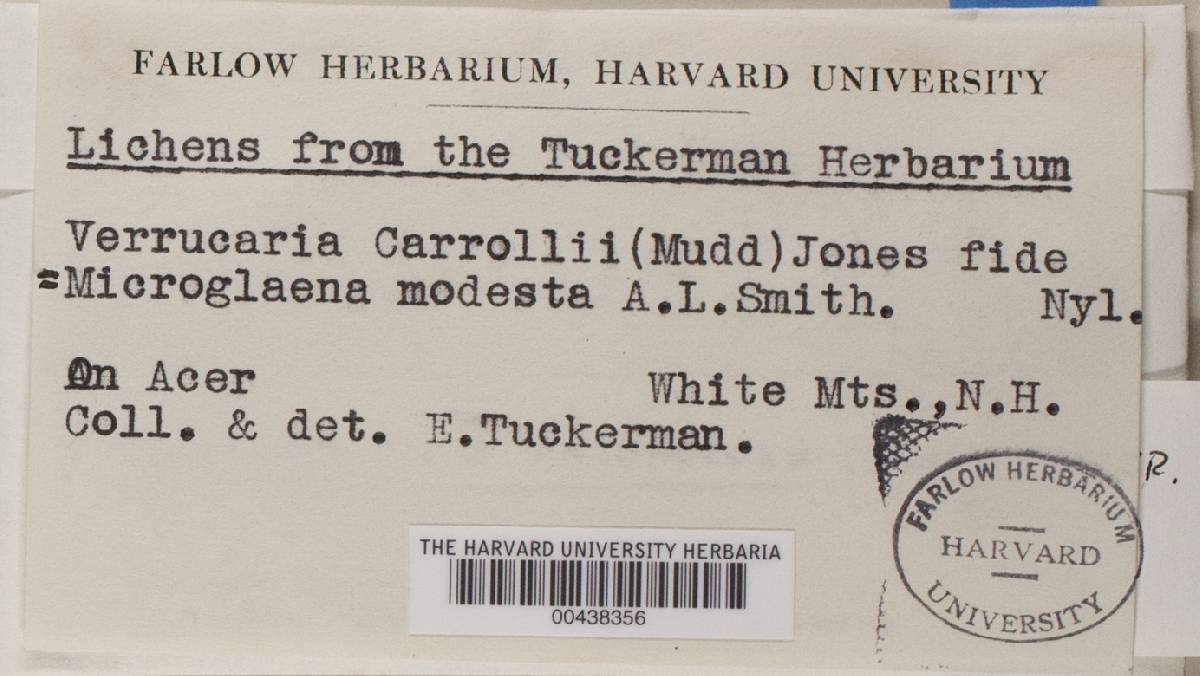 FARLOW HERBARIUM, HARVARD UNIVERSITY
Lichens from the Tuckerman Herbarium
Verrucaria Carrollii(Mudd)Jones fide
=Microglaena modesta A.L.Smith. Nyl.
On Acer White Mts.,N.H.
Coll. & det. E.Tuckerman.
R.
FARLOW HERBARIUM
HARVARD
UNIVERSITY
THE HARVARD UNIVERSITY HERBARIA
00438356